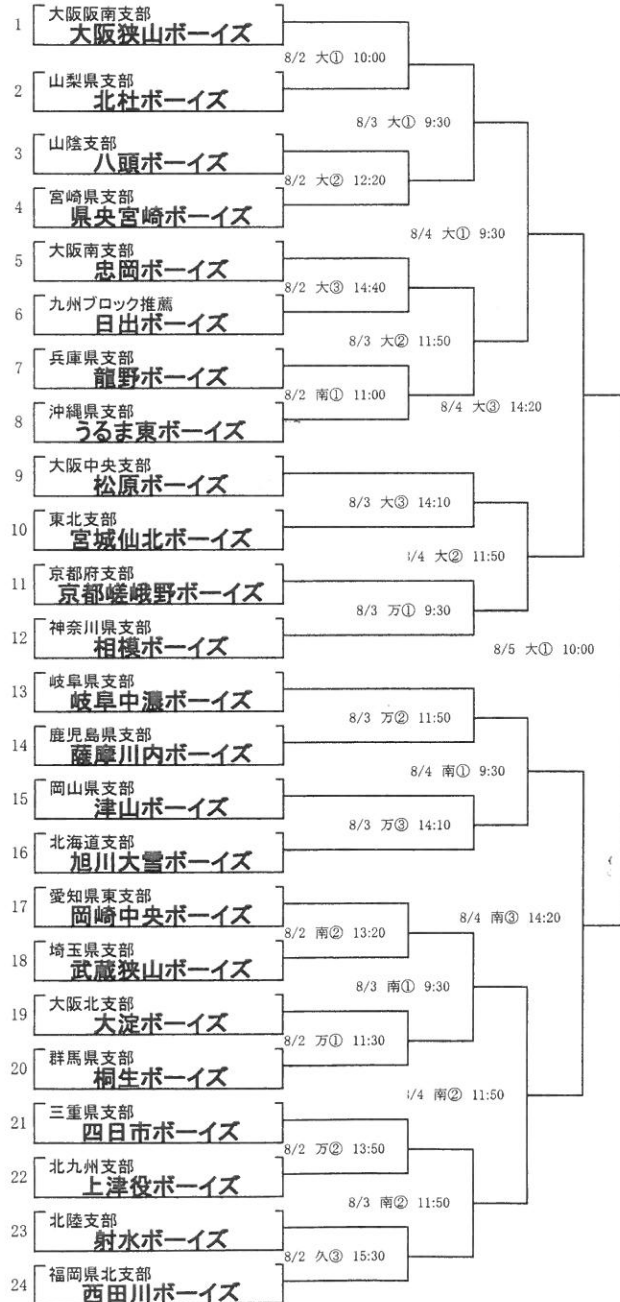 1 大阪阪南支部
大阪狭山ボーイズ
8/2 大① 10:00
2 山梨県支部
北杜ボーイズ
8/3 大① 9:30
3 山陰支部
八頭ボーイズ
8/2 大② 12:20
4 宮崎県支部
県央宮崎ボーイズ
8/4 大① 9:30
5 大阪南支部
忠岡ボーイズ
8/2 大③ 14:40
6 九州ブロック推薦
日出ボーイズ
8/3 大② 11:50
7 兵庫県支部
龍野ボーイズ
8/2 南① 11:00
8 沖縄県支部
うるま東ボーイズ
8/4 大③ 14:20
9 大阪中央支部
松原ボーイズ
8/3 大③ 14:10
10 東北支部
宮城仙北ボーイズ
/4 大② 11:50
11 京都府支部
京都嵯峨野ボーイズ
8/3 万① 9:30
12 神奈川県支部
相模ボーイズ
8/5 大① 10:00
13 岐阜県支部
岐阜中濃ボーイズ
8/3 万② 11:50
14 鹿児島県支部
薩摩川内ボーイズ
8/4 南① 9:30
15 岡山県支部
津山ボーイズ
8/3 万③ 14:10
16 北海道支部
旭川大雪ボーイズ
17 愛知県東支部
岡崎中央ボーイズ
8/4 南③ 14:20
8/2 南② 13:20
18 埼玉県支部
武蔵狭山ボーイズ
8/3 南① 9:30
19 大阪北支部
大淀ボーイズ
8/2 万① 11:30
20 群馬県支部
桐生ボーイズ
/4 南② 11:50
21 三重県支部
四日市ボーイズ
8/2 万② 13:50
22 北九州支部
上津役ボーイズ
8/3 南② 11:50
23 北陸支部
射水ボーイズ
8/2 久③ 15:30
24 福岡県北支部
西田川ボーイズ